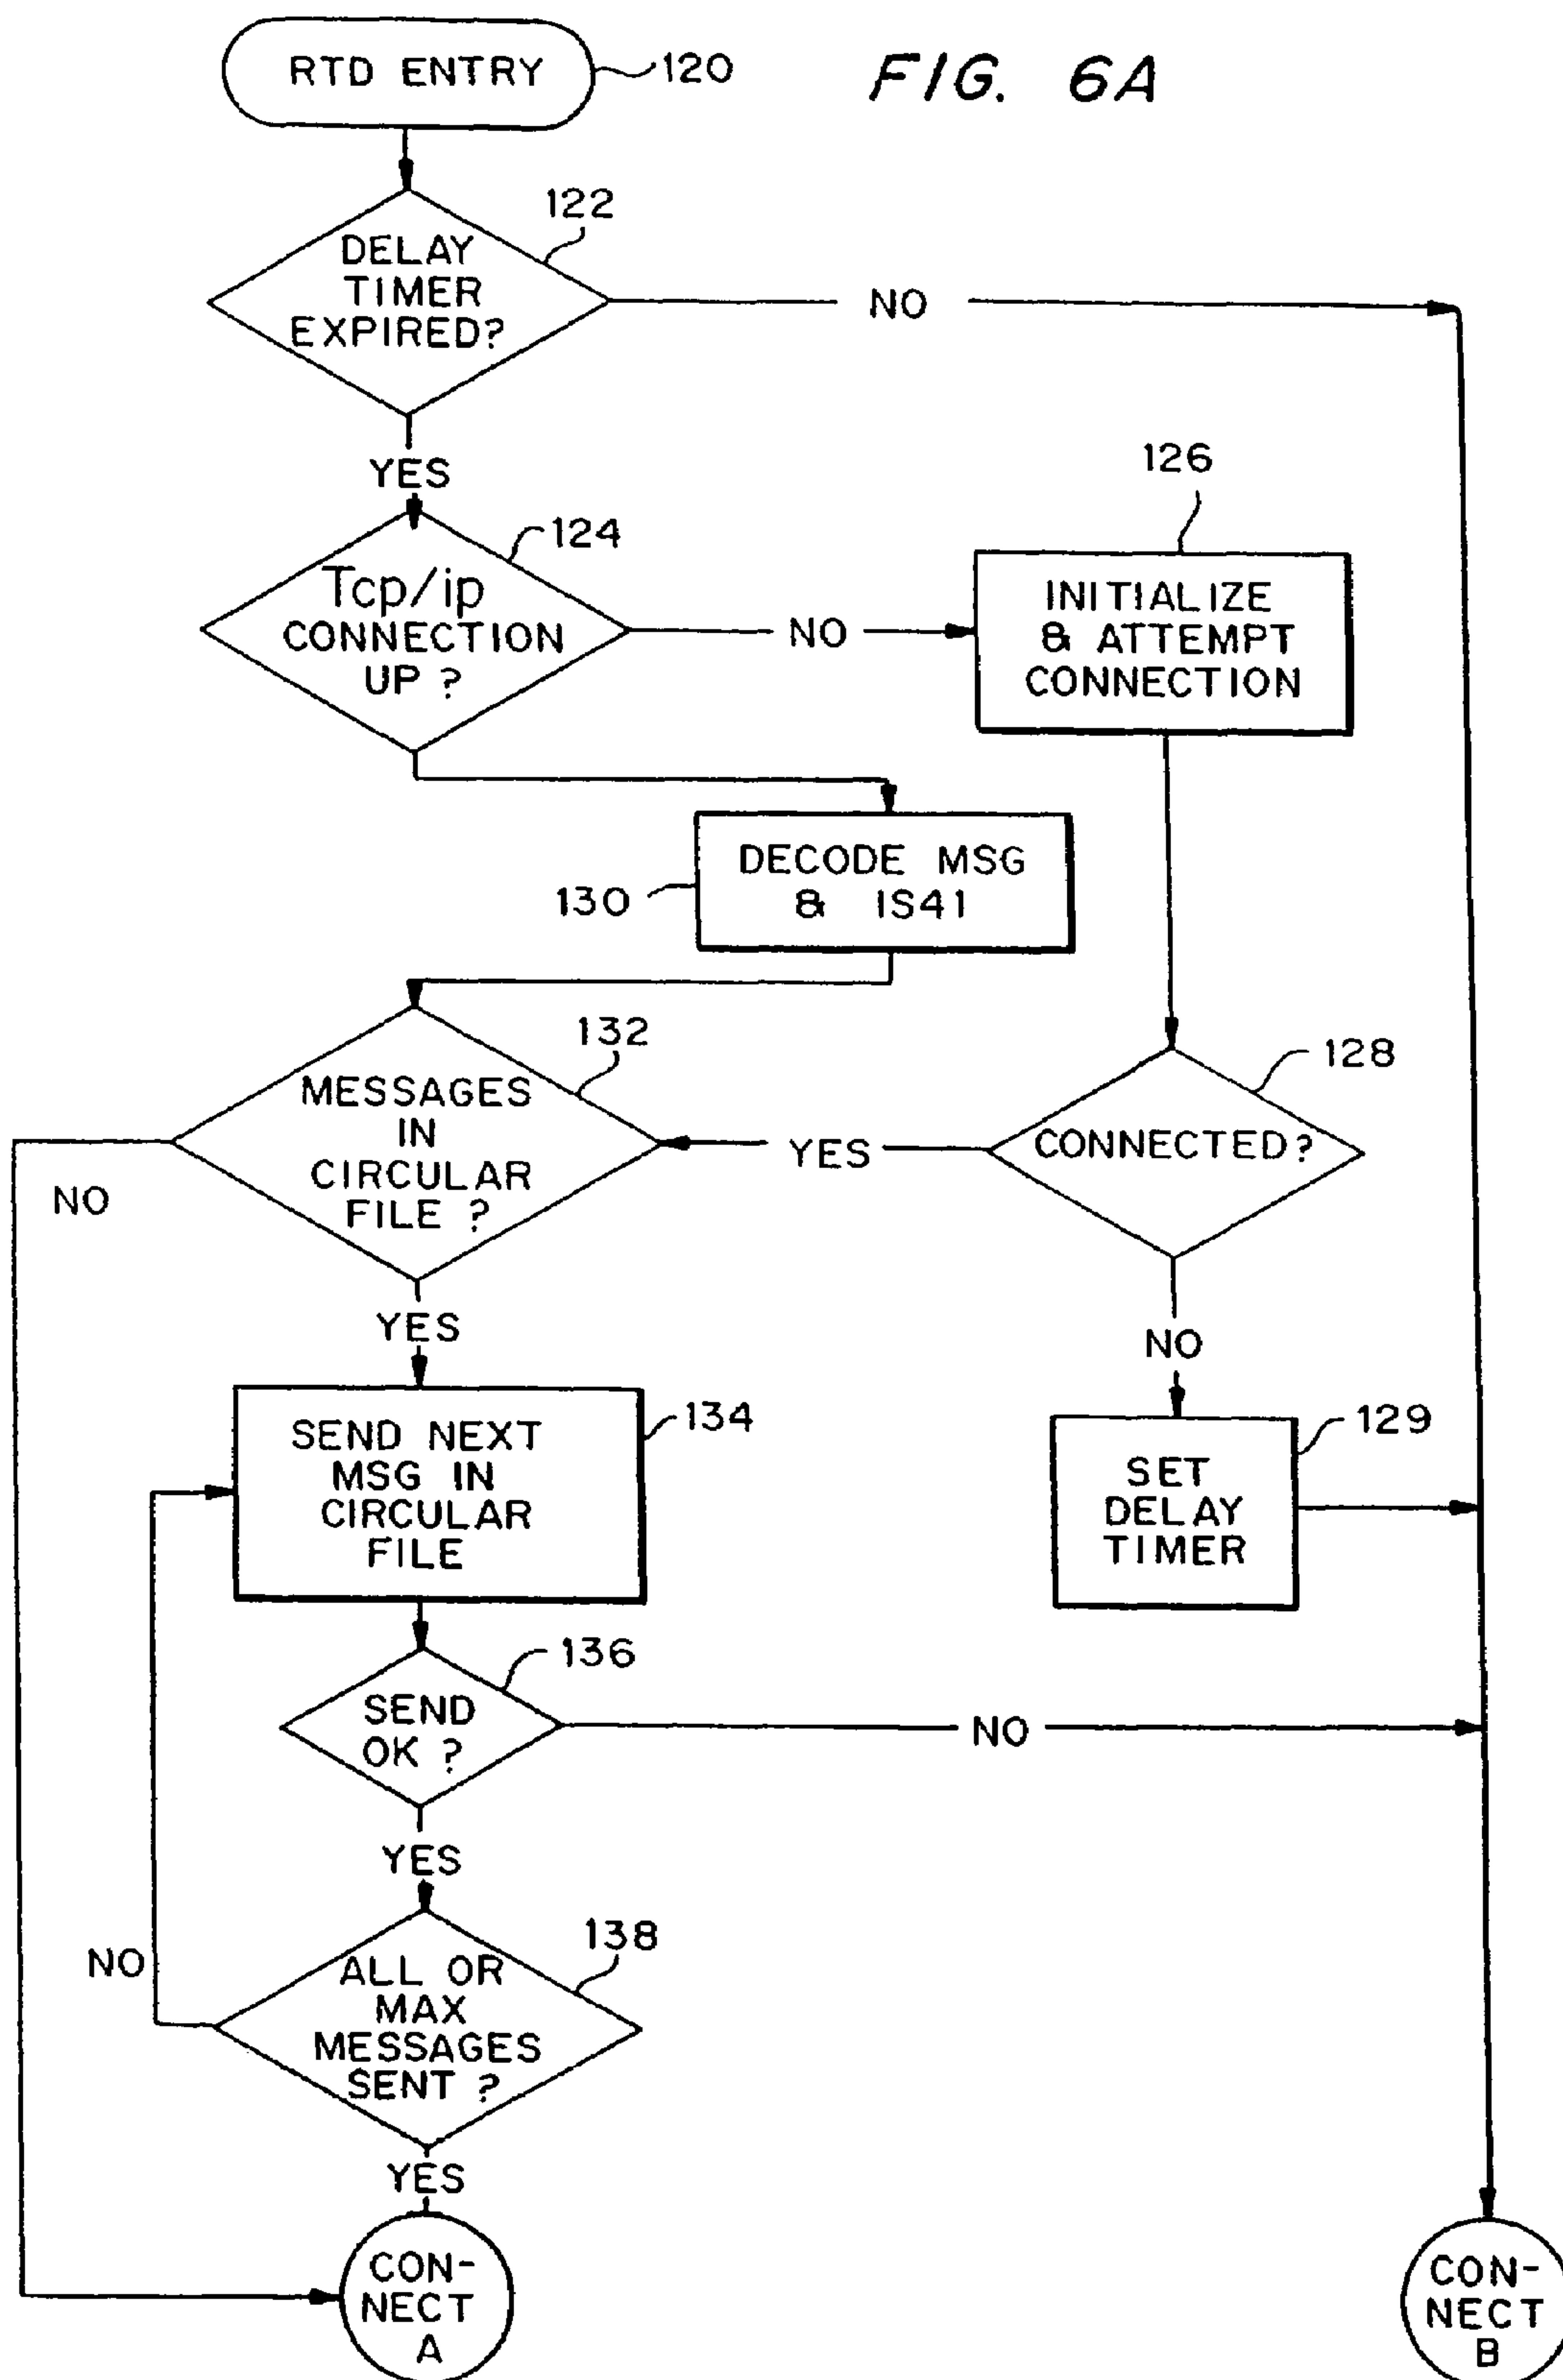 RTD ENTRY
120
FIG. 6A
122
DELAY
TIMER
EXPIRED?
NO
YES
124
Tcp/ip
CONNECTION
UP ?
NO
126
INITIALIZE
& ATTEMPT
CONNECTION
130
DECODE MSG
& IS41
132
MESSAGES
IN
CIRCULAR
FILE ?
NO
YES
128
CONNECTED?
YES
NO
134
SEND NEXT
MSG IN
CIRCULAR
FILE
129
SET
DELAY
TIMER
136
SEND
OK ?
NO
YES
138
ALL OR
MAX
MESSAGES
SENT ?
NO
YES
CON-
NECT
A
CON-
NECT
B